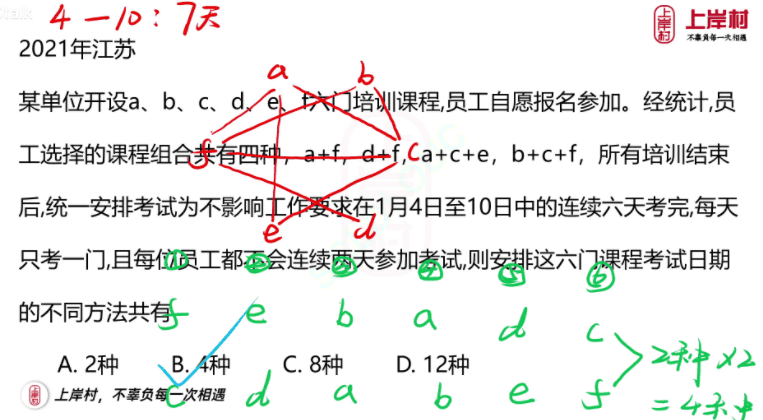 4—10：7天
上岸村
不辜负每一次相遇
2021年江苏
a b
某单位开设a、b、c、d、e、f六门培训课程,员工自愿报名参加。经统计,员
工选择的课程组合共有四种，a+f，d+f,a+c+e，b+c+f，所有培训结束
f c
后,统一安排考试为不影响工作要求在1月4日至10日中的连续六天考完,每天
e d
只考一门,且每位员工都不会连续两天参加考试,则安排这六门课程考试日期
① ② ③ ④ ⑤ ⑥
的不同方法共有
f e b a d c
2种×2
A. 2种 B. 4种 C. 8种 D. 12种
=4种
c d a b e f
上岸村，不辜负每一次相遇